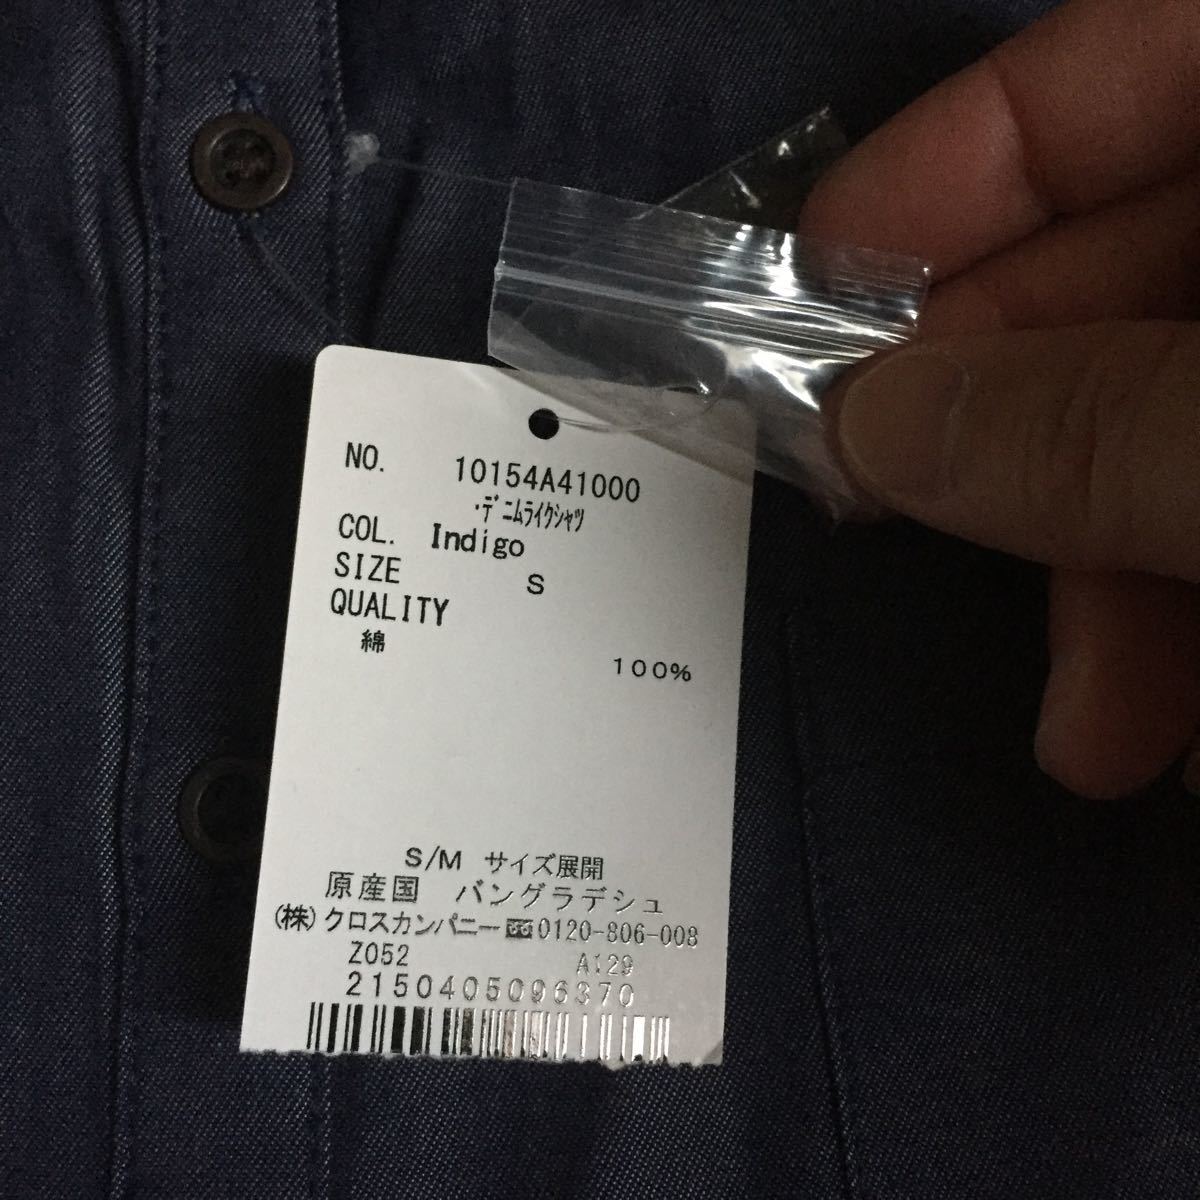 NO. 10154A41000
・ﾃﾞﾆﾑﾗｲｸｼｬﾂ
COL. Indigo
SIZE S
QUALITY
綿
100%
S/M サイズ展開
原産国 バングラデシュ
(株)クロスカンパニー 0120-806-008
Z052 A129
2150405096370